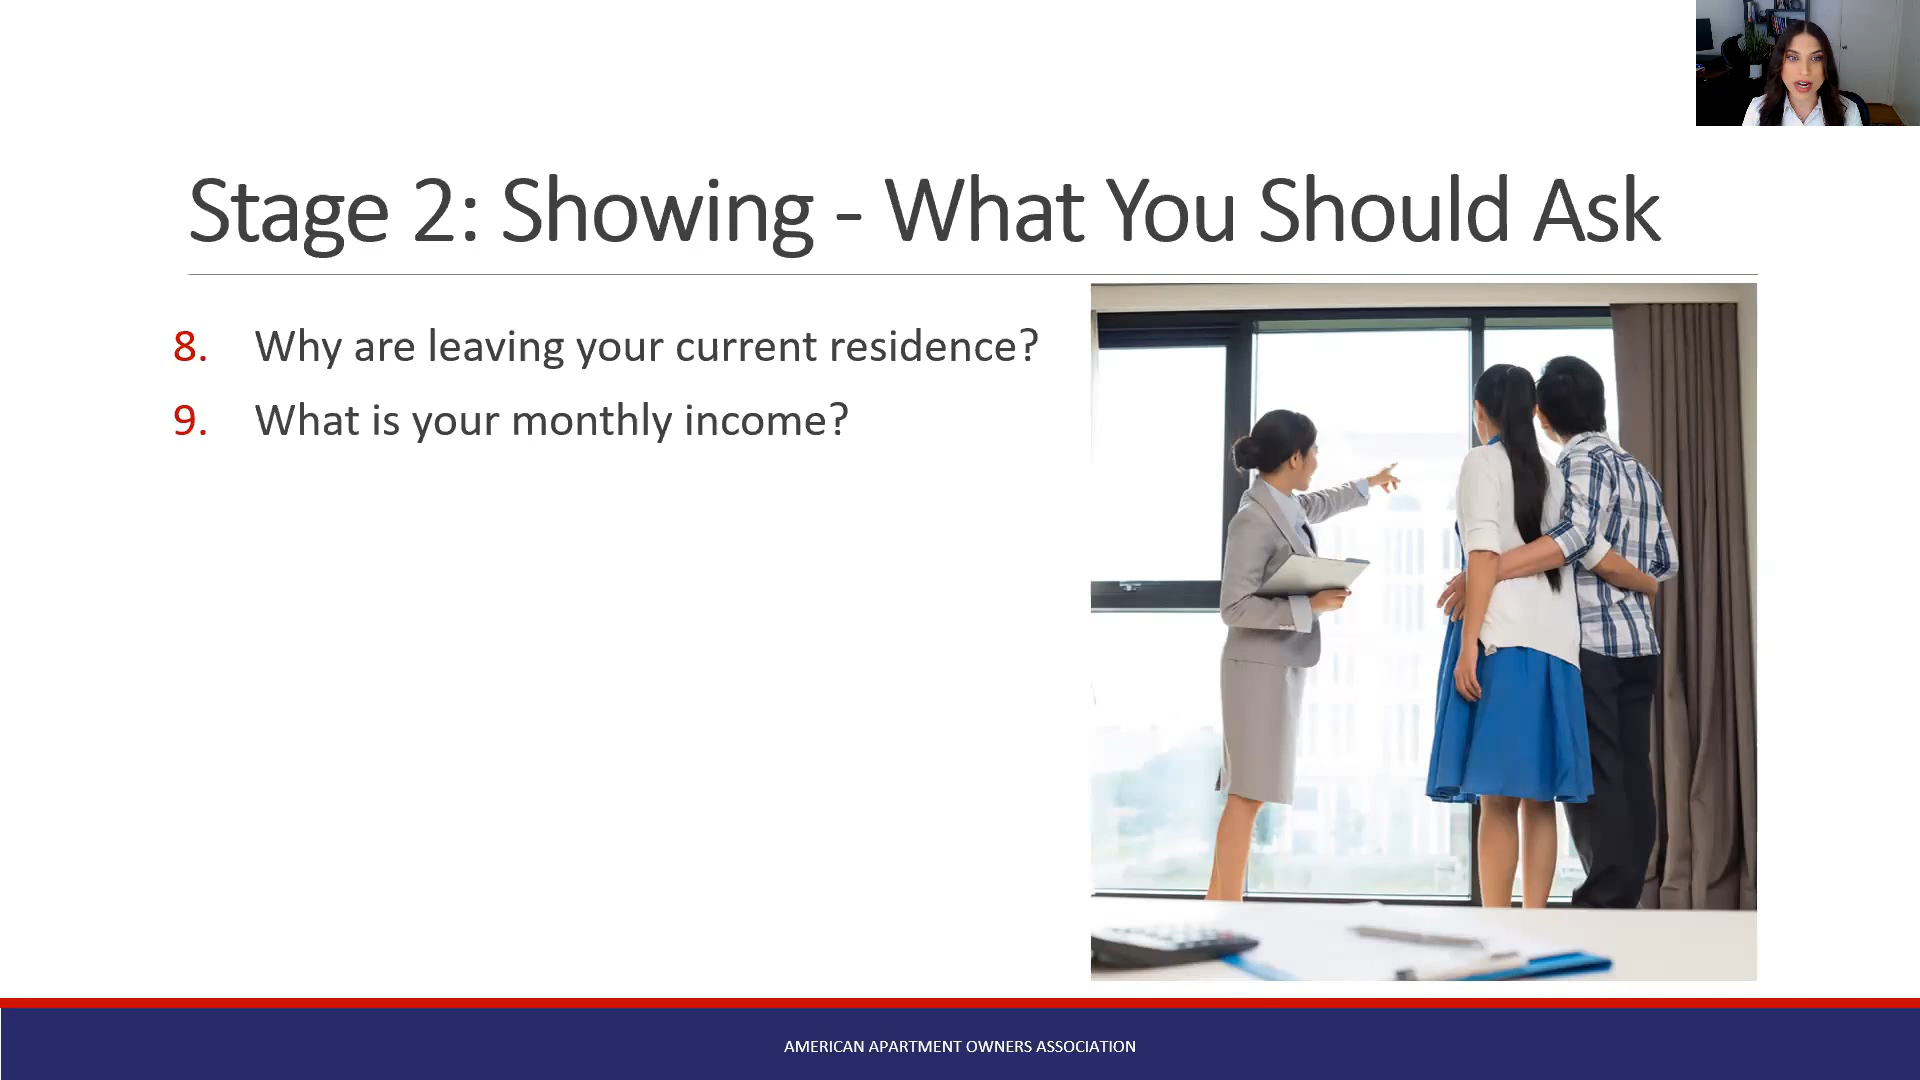 Stage 2: Showing - What You Should Ask
8. Why are leaving your current residence?
9. What is your monthly income?
AMERICAN APARTMENT OWNERS ASSOCIATION